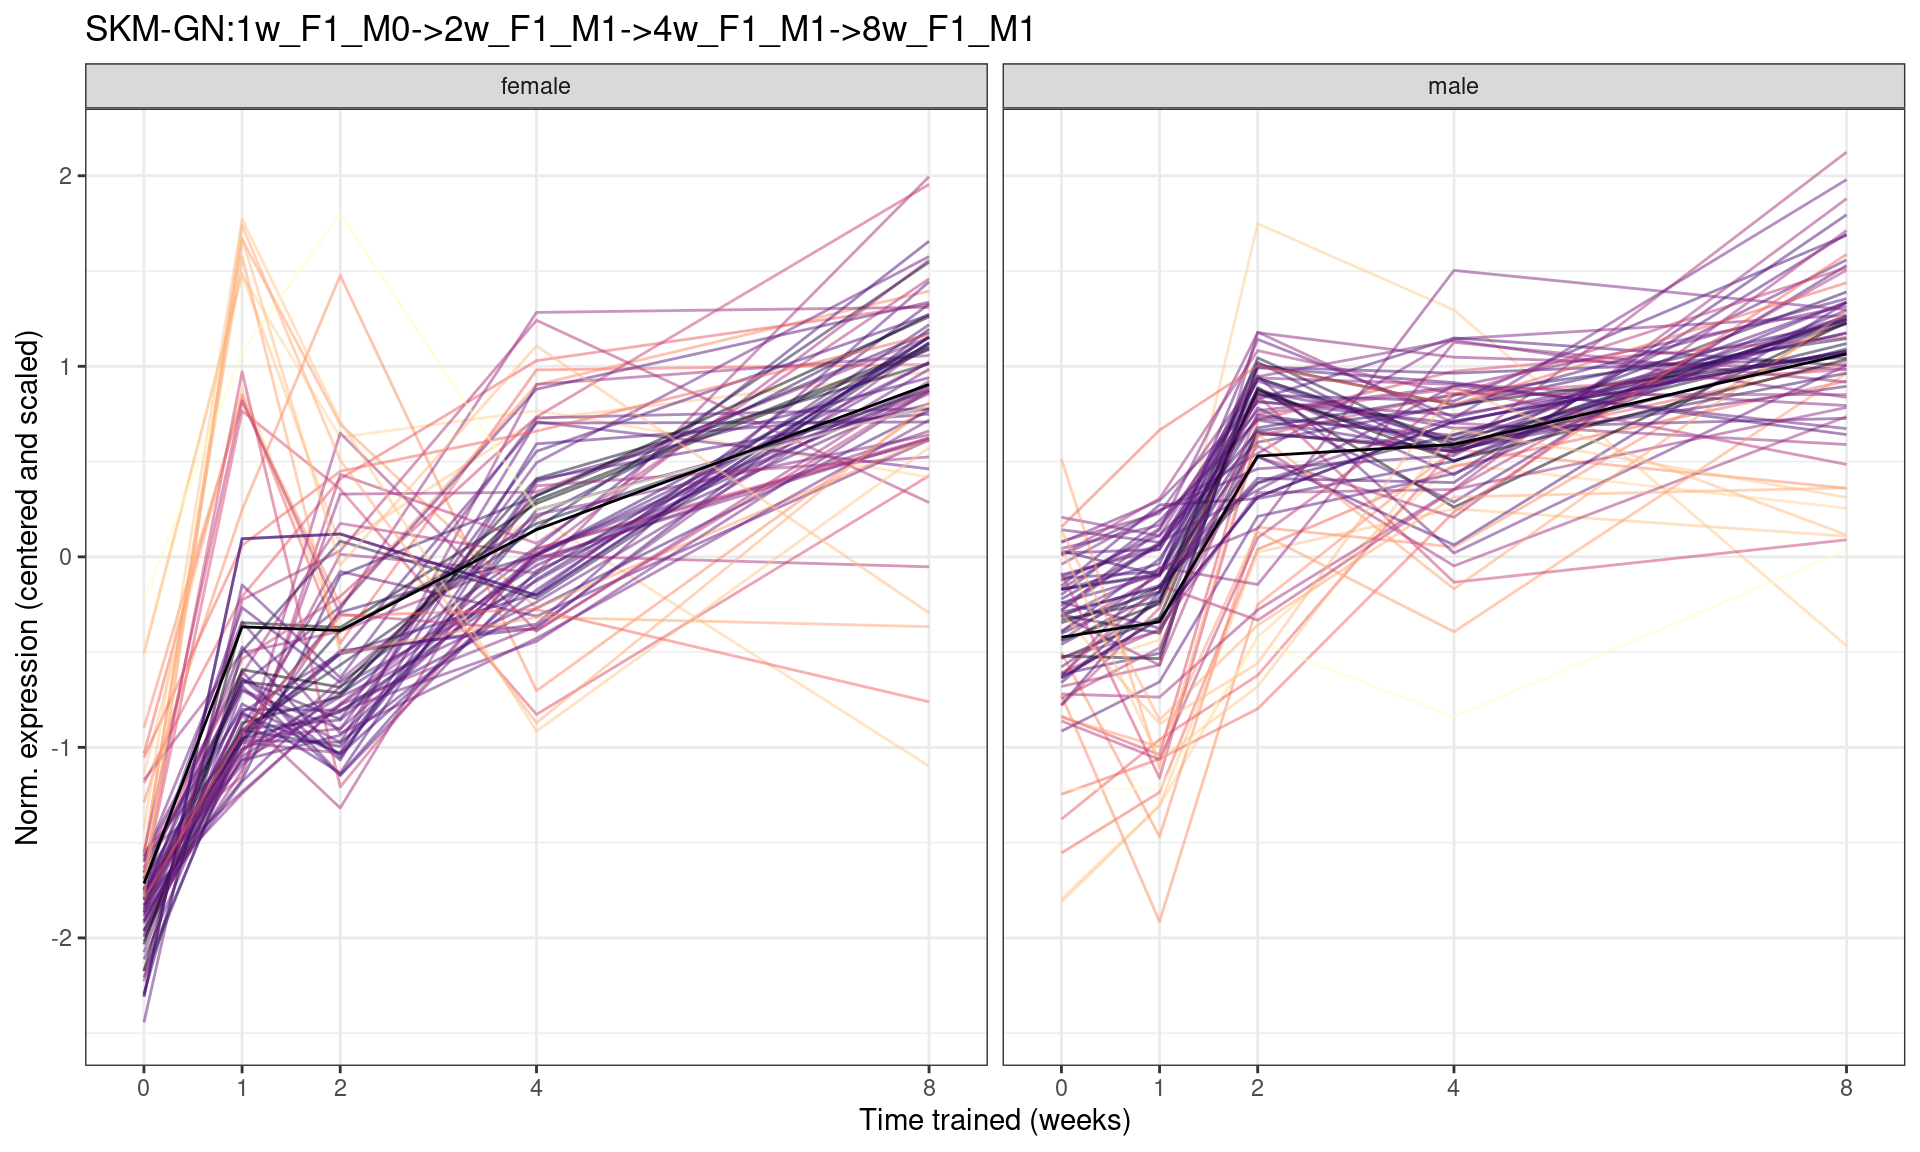 SKM-GN:1w_F1_M0->2w_F1_M1->4w_F1_M1->8w_F1_M1
female
male
Norm. expression (centered and scaled)
2
1
0
-1
-2
0 1 2 4 8
0 1 2 4 8
Time trained (weeks)